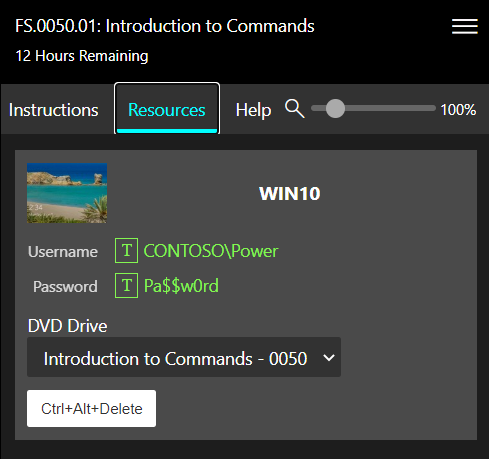 FS.0050.01: Introduction to Commands
12 Hours Remaining
Instructions Resources Help 100%
WIN10
Username T CONTOSO\Power
Password T Pa$$w0rd
DVD Drive
Introduction to Commands - 0050
Ctrl+Alt+Delete